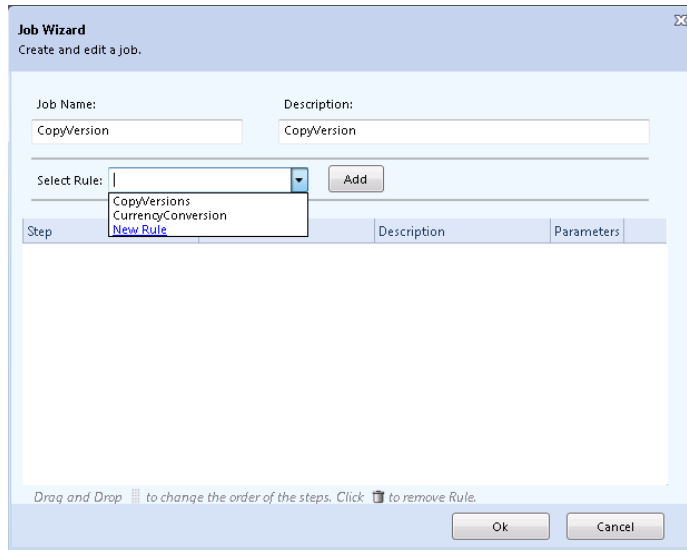 Job Wizard
Create and edit a job.
Job Name: Description:
CopyVersion CopyVersion
Select Rule: Add
CopyVersions
CurrencyConversion
New Rule
Step Description Parameters
Drag and Drop to change the order of the steps. Click to remove Rule.
Ok Cancel